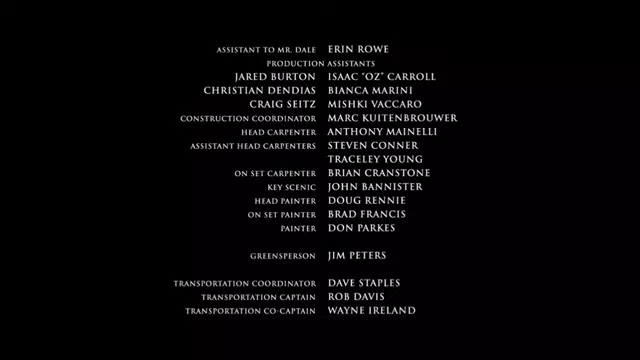 ASSISTANT TO MR. DALE ERIN ROWE
PRODUCTION ASSISTANTS
JARED BURTON ISAAC "OZ" CARROLL
CHRISTIAN DENDIAS BIANCA MARINI
CRAIG SEITZ MISHKI VACCARO
CONSTRUCTION COORDINATOR MARC KUITENBROUWER
HEAD CARPENTER ANTHONY MAINELLI
ASSISTANT HEAD CARPENTERS STEVEN CONNER
TRACELEY YOUNG
ON SET CARPENTER BRIAN CRANSTONE
KEY SCENIC JOHN BANNISTER
HEAD PAINTER DOUG RENNIE
ON SET PAINTER BRAD FRANCIS
PAINTER DON PARKES
GREENSPERSON JIM PETERS
TRANSPORTATION COORDINATOR DAVE STAPLES
TRANSPORTATION CAPTAIN ROB DAVIS
TRANSPORTATION CO-CAPTAIN WAYNE IRELAND